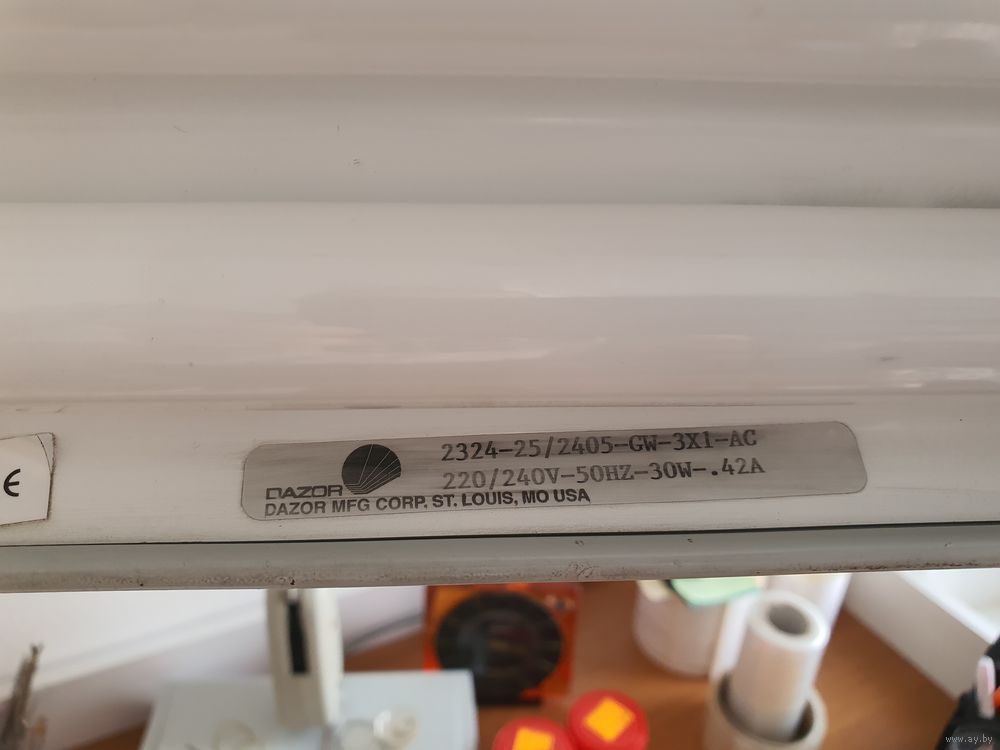 2324-25/2405-GW-3X1-AC
220/240V-50HZ-30W-.42A
DAZOR
DAZOR MFG CORP. ST. LOUIS, MO USA
CE
www.ay.by